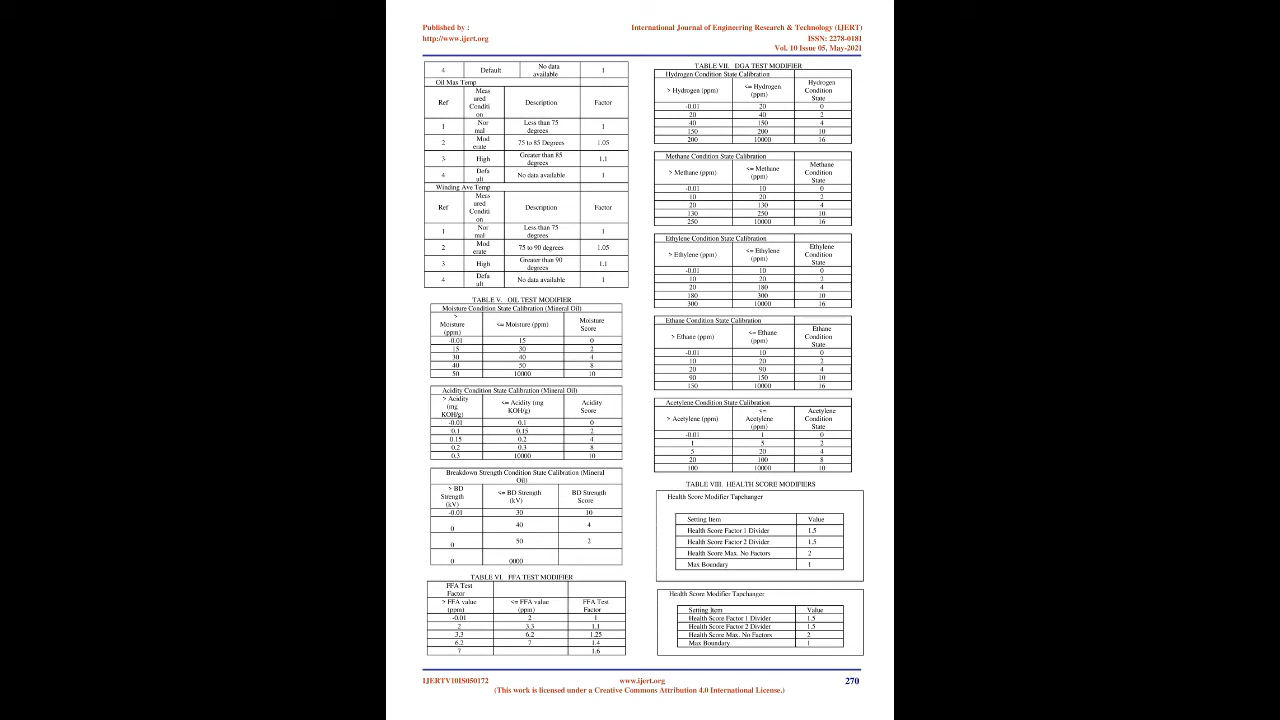 Published by :
http://www.ijert.org
International Journal of Engineering Research & Technology (IJERT)
ISSN: 2278-0181
Vol. 10 Issue 05, May-2021
4 Default No data available 1
Oil Max Temp
Ref Meas ured Conditi on Description Factor
1 Nor mal Less than 75 degrees 1
2 Mod erate 75 to 85 Degrees 1.05
3 High Greater than 85 degrees 1.1
4 Defa ult No data available 1
Winding Ave Temp
Ref Meas ured Conditi on Description Factor
1 Nor mal Less than 75 degrees 1
2 Mod erate 75 to 90 degrees 1.05
3 High Greater than 90 degrees 1.1
4 Defa ult No data available 1
TABLE V. OIL TEST MODIFIER
Moisture Condition State Calibration (Mineral Oil)
> Moisture (ppm) <= Moisture (ppm) Moisture Score
-0.01 15 0
15 30 2
30 40 4
40 50 8
50 10000 10
Acidity Condition State Calibration (Mineral Oil)
> Acidity (mg KOH/g) <= Acidity (mg KOH/g) Acidity Score
-0.01 0.1 0
0.1 0.15 2
0.15 0.2 4
0.2 0.3 8
0.3 10000 10
Breakdown Strength Condition State Calibration (Mineral Oil)
> BD Strength (kV) <= BD Strength (kV) BD Strength Score
-0.01 30 10
0 40 4
0 50 2
0 0000
TABLE VI. FFA TEST MODIFIER
FFA Test Factor
> FFA value (ppm) <= FFA value (ppm) FFA Test Factor
-0.01 2 1
2 3.3 1.1
3.3 6.2 1.25
6.2 7 1.4
7 1.6
TABLE VII. DGA TEST MODIFIER
Hydrogen Condition State Calibration
> Hydrogen (ppm) <= Hydrogen (ppm) Hydrogen Condition State
-0.01 20 0
20 40 2
40 150 4
150 200 10
200 10000 16
Methane Condition State Calibration
> Methane (ppm) <= Methane (ppm) Methane Condition State
-0.01 10 0
10 20 2
20 130 4
130 250 10
250 10000 16
Ethylene Condition State Calibration
> Ethylene (ppm) <= Ethylene (ppm) Ethylene Condition State
-0.01 10 0
10 20 2
20 180 4
180 300 10
300 10000 16
Ethane Condition State Calibration
> Ethane (ppm) <= Ethane (ppm) Ethane Condition State
-0.01 10 0
10 20 2
20 90 4
90 150 10
150 10000 16
Acetylene Condition State Calibration
> Acetylene (ppm) <= Acetylene (ppm) Acetylene Condition State
-0.01 1 0
1 5 2
5 20 4
20 100 8
100 10000 10
TABLE VIII. HEALTH SCORE MODIFIERS
Health Score Modifier Tapchanger
Setting Item Value
Health Score Factor 1 Divider 1.5
Health Score Factor 2 Divider 1.5
Health Score Max. No Factors 2
Max Boundary 1
Health Score Modifier Tapchanger
Setting Item Value
Health Score Factor 1 Divider 1.5
Health Score Factor 2 Divider 1.5
Health Score Max. No Factors 2
Max Boundary 1
IJERTV10IS050172
www.ijert.org
270
(This work is licensed under a Creative Commons Attribution 4.0 International License.)